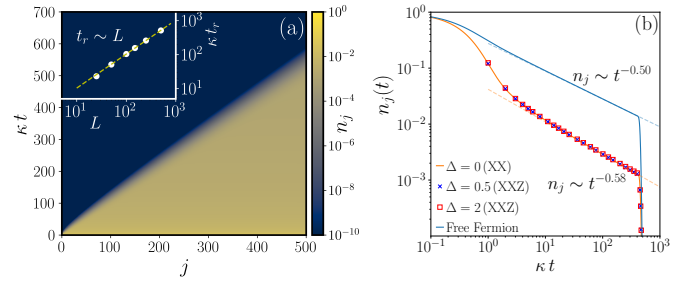 (a)
κ t
700
600
500
400
300
200
100
0
0 100 200 300 400 500
j
t_r ∼ L
10^1 10^2 10^3
L
10^3
10^2
10^1
κ t_r
10^0
10^−2
10^−4
10^−6
10^−8
10^−10
n_j
(b)
n_j(t)
10^0
10^−1
10^−2
10^−3
n_j ∼ t^−0.50
n_j ∼ t^−0.58
Δ = 0 (XX)
Δ = 0.5 (XXZ)
Δ = 2 (XXZ)
Free Fermion
10^−1 10^0 10^1 10^2 10^3
κ t